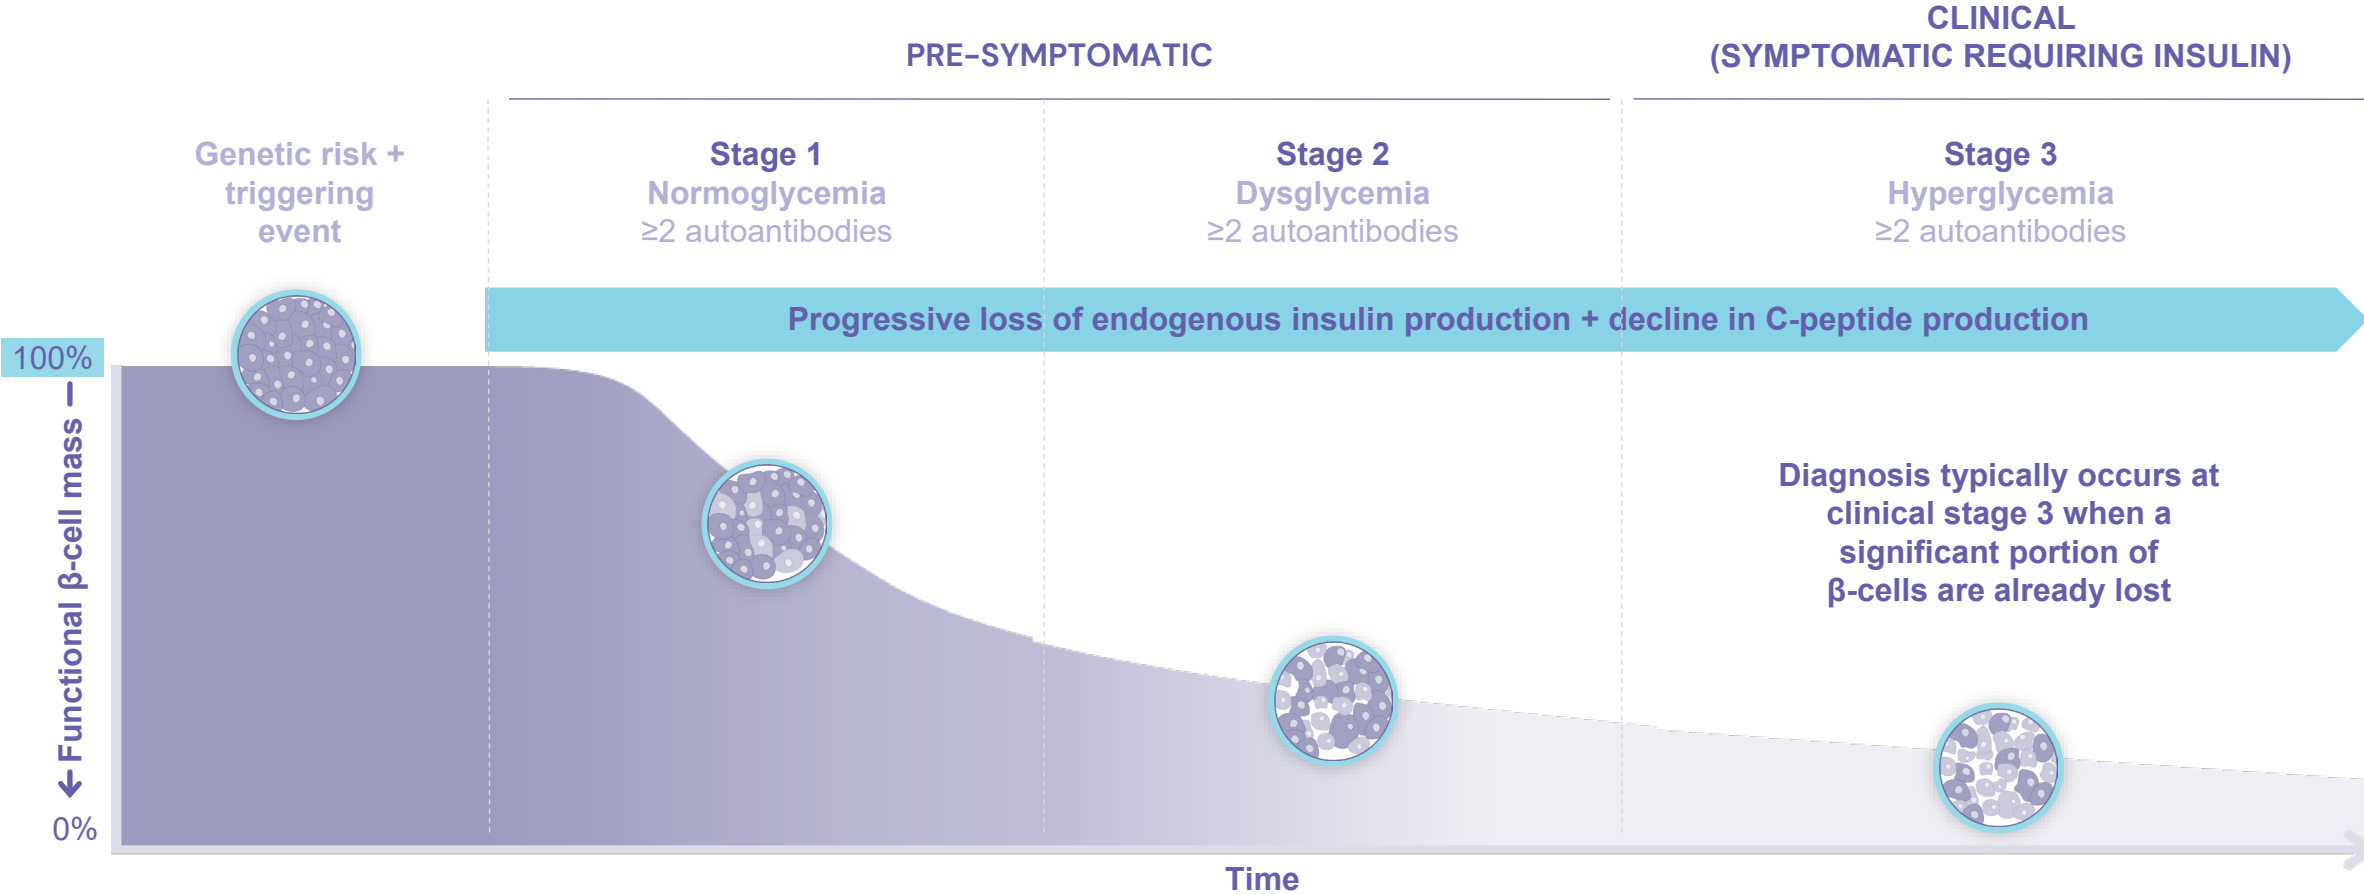 PRE–SYMPTOMATIC
CLINICAL
(SYMPTOMATIC REQUIRING INSULIN)
Genetic risk +
triggering
event
Stage 1
Normoglycemia
≥2 autoantibodies
Stage 2
Dysglycemia
≥2 autoantibodies
Stage 3
Hyperglycemia
≥2 autoantibodies
Progressive loss of endogenous insulin production + decline in C-peptide production
100%
Functional β-cell mass
0%
Diagnosis typically occurs at
clinical stage 3 when a
significant portion of
β-cells are already lost
Time